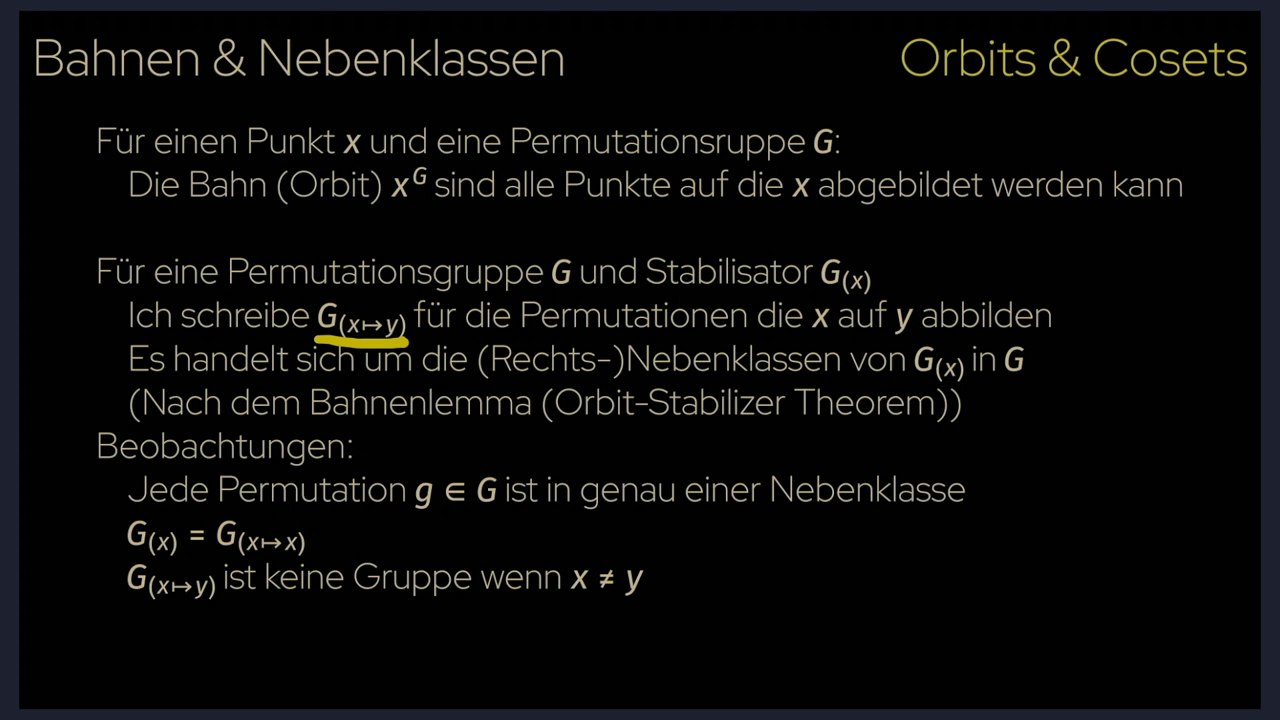 Bahnen & Nebenklassen
Orbits & Cosets
Für einen Punkt x und eine Permutationsruppe G:
Die Bahn (Orbit) x^G sind alle Punkte auf die x abgebildet werden kann
Für eine Permutationsgruppe G und Stabilisator G₍ₓ₎
Ich schreibe G_(x↦y) für die Permutationen die x auf y abbilden
Es handelt sich um die (Rechts-)Nebenklassen von G₍ₓ₎ in G
(Nach dem Bahnenlemma (Orbit-Stabilizer Theorem))
Beobachtungen:
Jede Permutation g ∈ G ist in genau einer Nebenklasse
G₍ₓ₎ = G_(x↦x)
G_(x↦y) ist keine Gruppe wenn x ≠ y